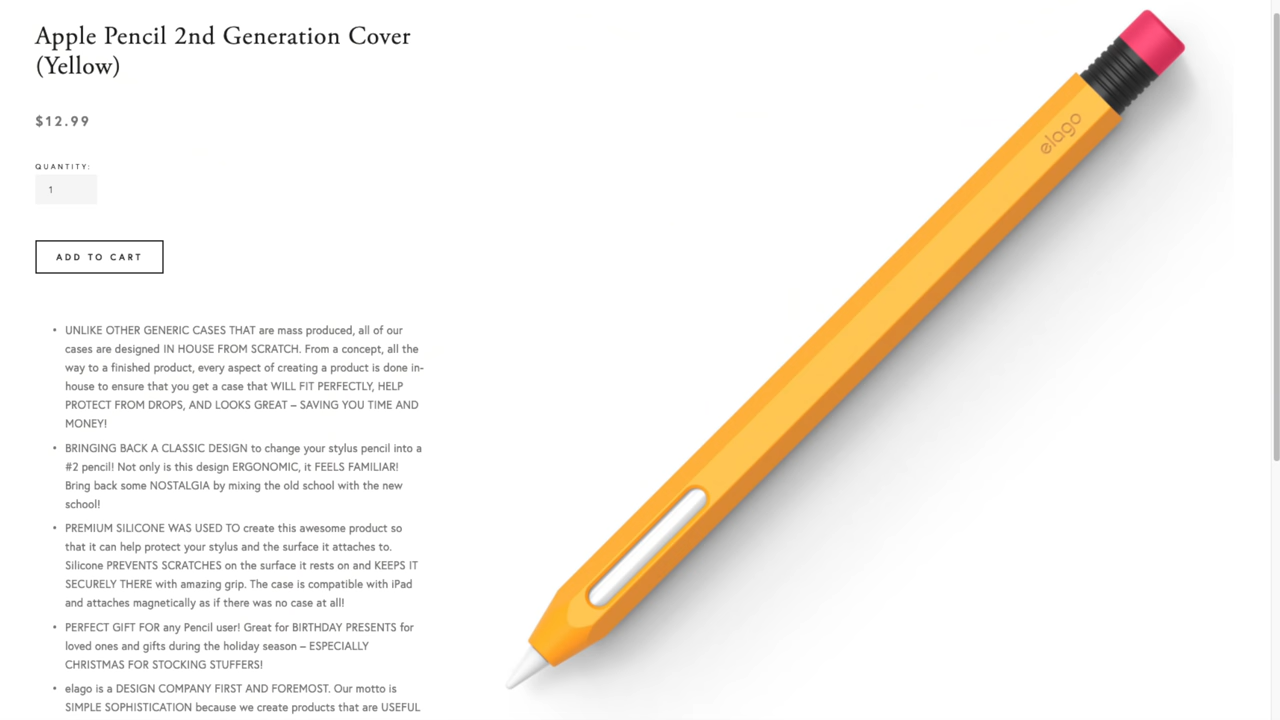 Apple Pencil 2nd Generation Cover
(Yellow)
$12.99
QUANTITY:
1
ADD TO CART
• UNLIKE OTHER GENERIC CASES THAT are mass produced, all of our
cases are designed IN HOUSE FROM SCRATCH. From a concept, all the
way to a finished product, every aspect of creating a product is done in-
house to ensure that you get a case that WILL FIT PERFECTLY, HELP
PROTECT FROM DROPS, AND LOOKS GREAT – SAVING YOU TIME AND
MONEY!
• BRINGING BACK A CLASSIC DESIGN to change your stylus pencil into a
#2 pencil! Not only is this design ERGONOMIC, it FEELS FAMILIAR!
Bring back some NOSTALGIA by mixing the old school with the new
school!
• PREMIUM SILICONE WAS USED TO create this awesome product so
that it can help protect your stylus and the surface it attaches to.
Silicone PREVENTS SCRATCHES on the surface it rests on and KEEPS IT
SECURELY THERE with amazing grip. The case is compatible with iPad
and attaches magnetically as if there was no case at all!
• PERFECT GIFT FOR any Pencil user! Great for BIRTHDAY PRESENTS for
loved ones and gifts during the holiday season – ESPECIALLY
CHRISTMAS FOR STOCKING STUFFERS!
• elago is a DESIGN COMPANY FIRST AND FOREMOST. Our motto is
SIMPLE SOPHISTICATION because we create products that are USEFUL
elago